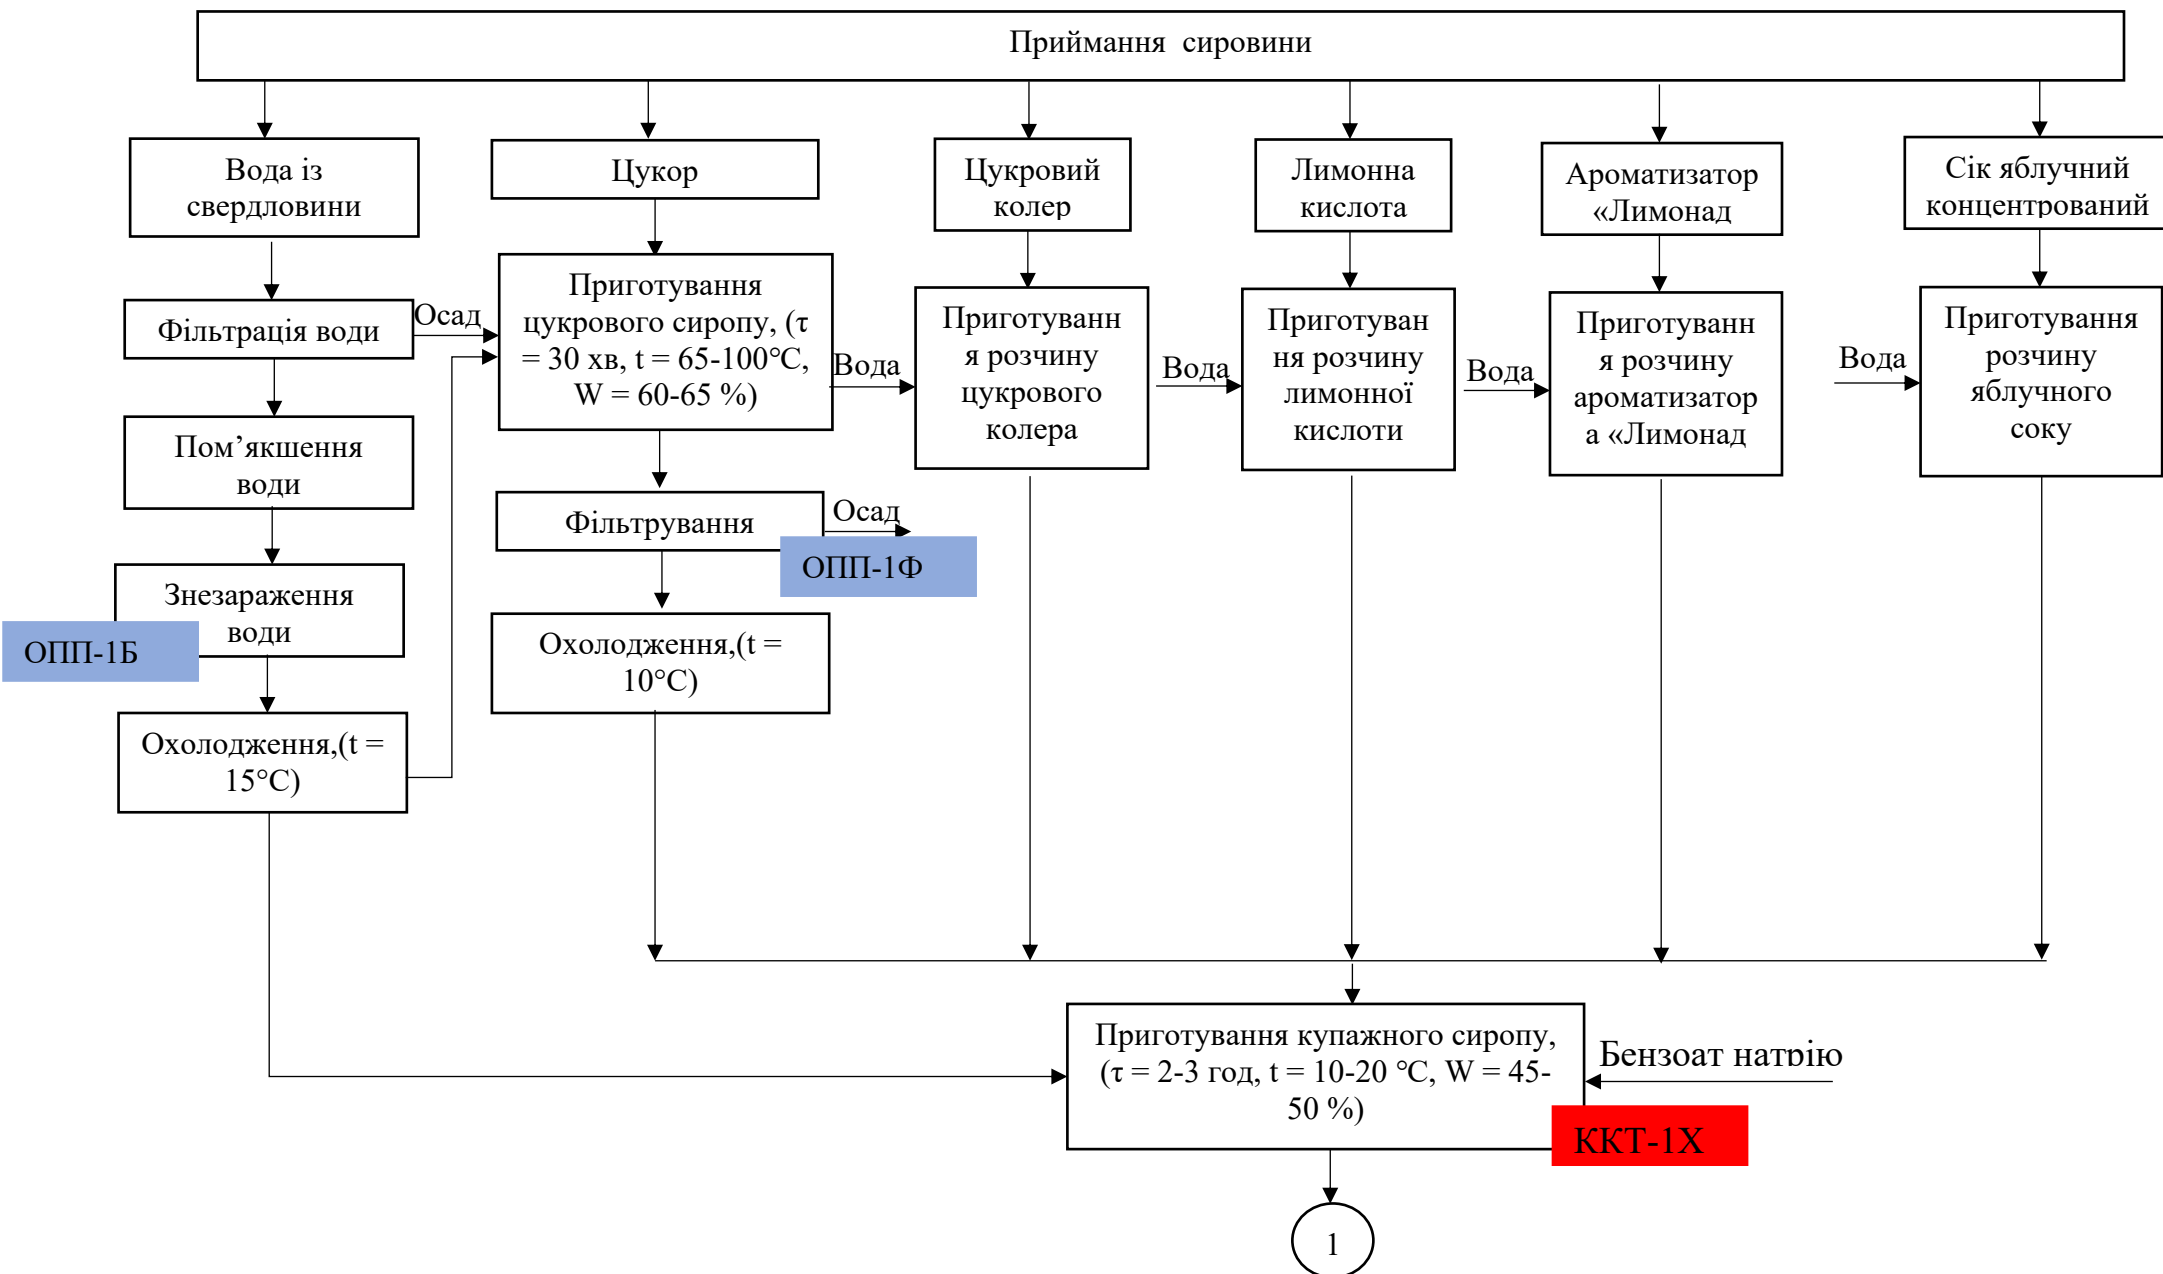 Приймання сировини
Вода із
свердловини
Цукор
Цукровий
колер
Лимонна
кислота
Ароматизатор
«Лимонад
Сік яблучний
концентрований
Фільтрація води
Осад
Приготування
цукрового сиропу, (τ
= 30 хв, t = 65-100°C,
W = 60-65 %)
Вода
Приготуванн
я розчину
цукрового
колера
Вода
Приготуван
ня розчину
лимонної
кислоти
Вода
Приготуванн
я розчину
ароматизатор
а «Лимонад
Вода
Приготування
розчину
яблучного
соку
Пом’якшення
води
Фільтрування
Осад
ОПП-1Ф
Знезараження
води
ОПП-1Б
Охолодження,(t =
10°C)
Охолодження,(t =
15°C)
Приготування купажного сиропу,
(τ = 2-3 год, t = 10-20 °C, W = 45-
50 %)
Бензоат натрію
ККТ-1Х
1